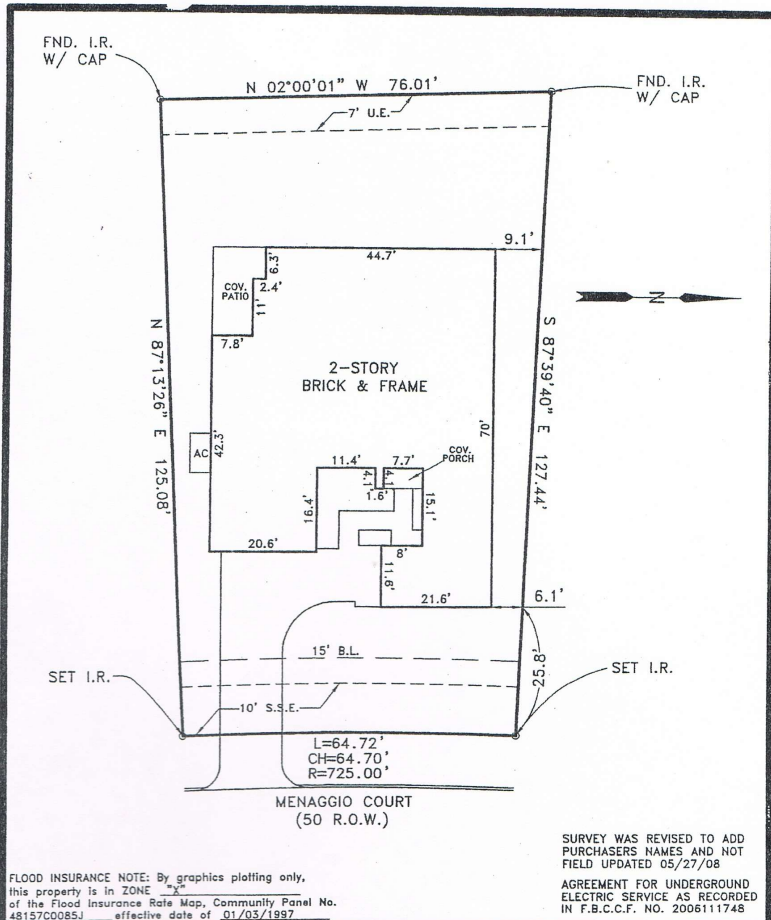 FND. I.R.
W/ CAP
N 02°00'01" W 76.01'
FND. I.R.
W/ CAP
7' U.E.
9.1'
44.7'
6.3'
2.4'
COV.
PATIO
11'
7.8'
N
2-STORY
BRICK & FRAME
N 87°13'26" E 125.08'
S 87°39'40" E 127.44'
AC
42.3'
70'
COV.
PORCH
11.4'
7.7'
4.1'
4.1'
1.6'
16.4'
15.1'
20.6'
8'
11.6'
21.6'
6.1'
15' B.L.
25.8'
SET I.R.
SET I.R.
10' S.S.E.
L=64.72'
CH=64.70'
R=725.00'
MENAGGIO COURT
(50 R.O.W.)
SURVEY WAS REVISED TO ADD
PURCHASERS NAMES AND NOT
FIELD UPDATED 05/27/08
AGREEMENT FOR UNDERGROUND
ELECTRIC SERVICE AS RECORDED
IN F.B.C.C.F. NO. 2006111748
FLOOD INSURANCE NOTE: By graphics plotting only,
this property is in ZONE "X"
of the Flood Insurance Rate Map, Community Panel No.
48157C0085J effective date of 01/03/1997